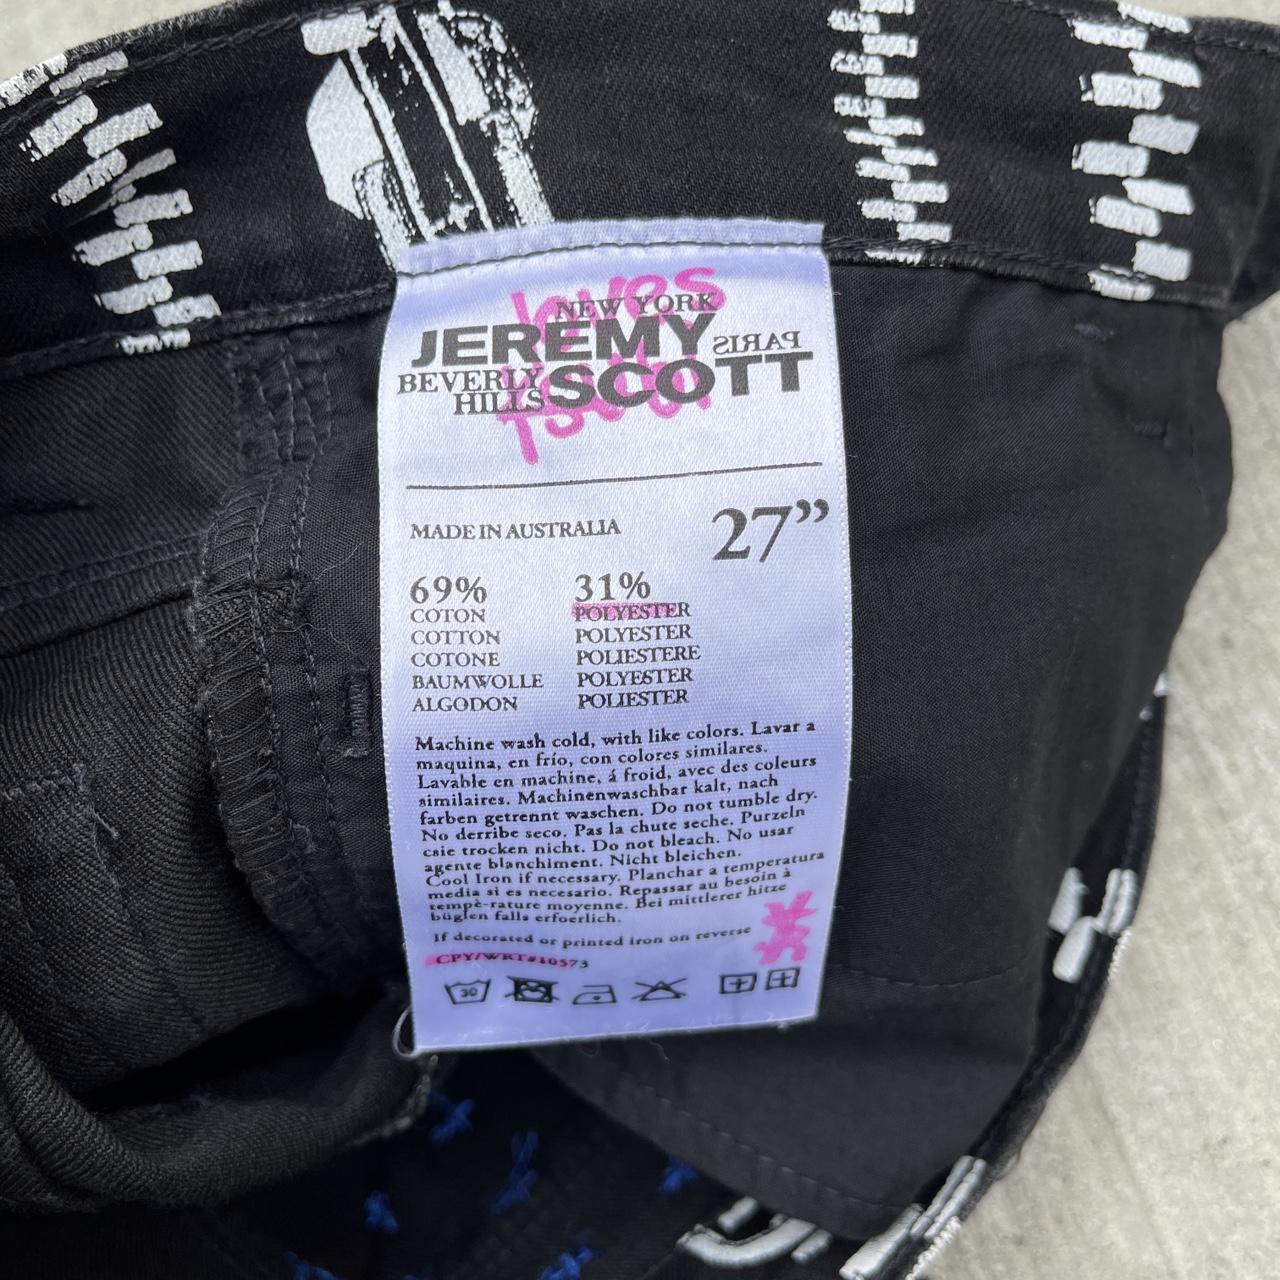 loves
NEW YORK
JEREMY PARIS
BEVERLY SCOTT
HILLS
MADE IN AUSTRALIA 27”
69% 31%
COTON POLYESTER
COTTON POLYESTER
COTONE POLIESTERE
BAUMWOLLE POLYESTER
ALGODON POLIESTER
Machine wash cold, with like colors. Lavar a
maquina, en frío, con colores similares.
Lavable en machine, á froid, avec des couleurs
similaires. Machinenwaschbar kalt, nach
farben getrennt waschen. Do not tumble dry.
No derribe seco. Pas la chute seche. Purzeln
csie trocken nicht. Do not bleach. No usar
agente blanchiment. Nicht bleichen.
Cool Iron if necessary. Planchar a temperatura
media si es necesario. Repassar au besoin à
tempè-rature moyenne. Bei mittlerer hitze
büglen falls erfoerlich.
If decorated or printed iron on reverse
CPY/WRT#10573
30